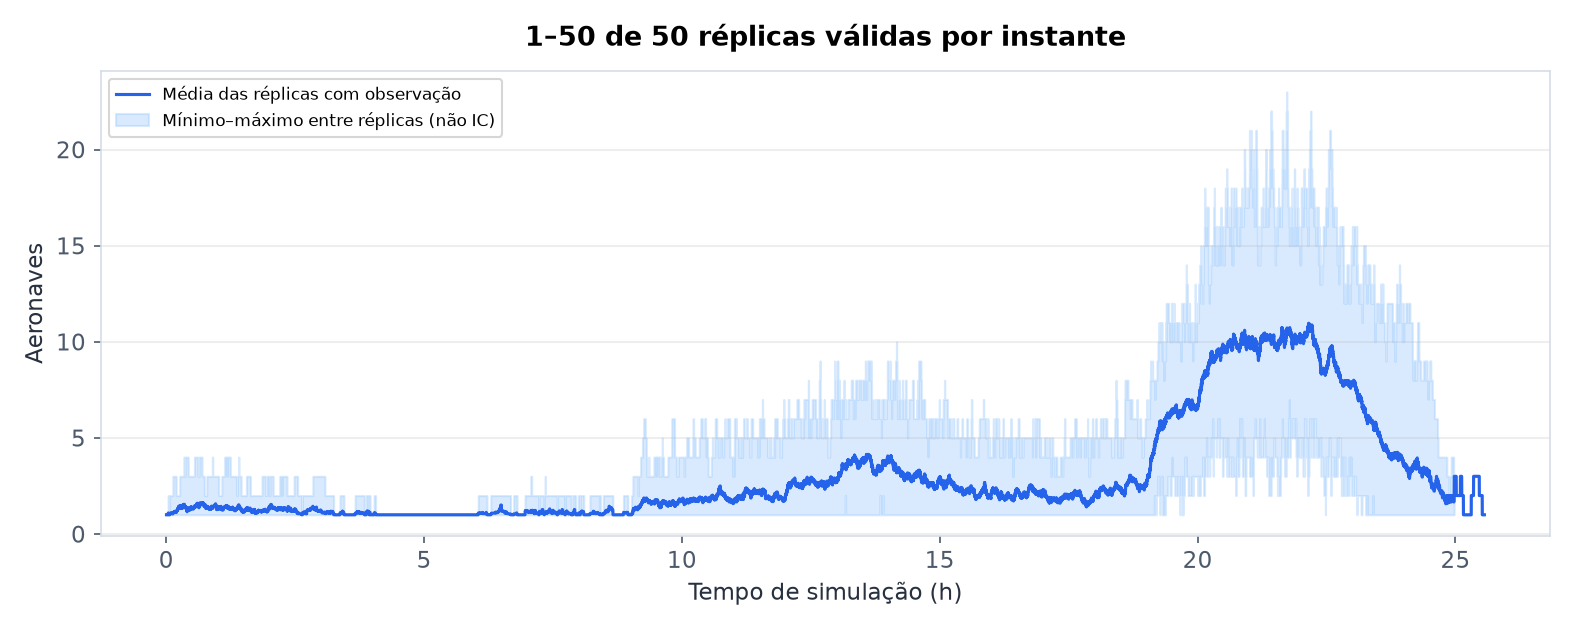 1–50 de 50 réplicas válidas por instante
Média das réplicas com observação
Mínimo–máximo entre réplicas (não IC)
Aeronaves
20
15
10
5
0
0 5 10 15 20 25
Tempo de simulação (h)